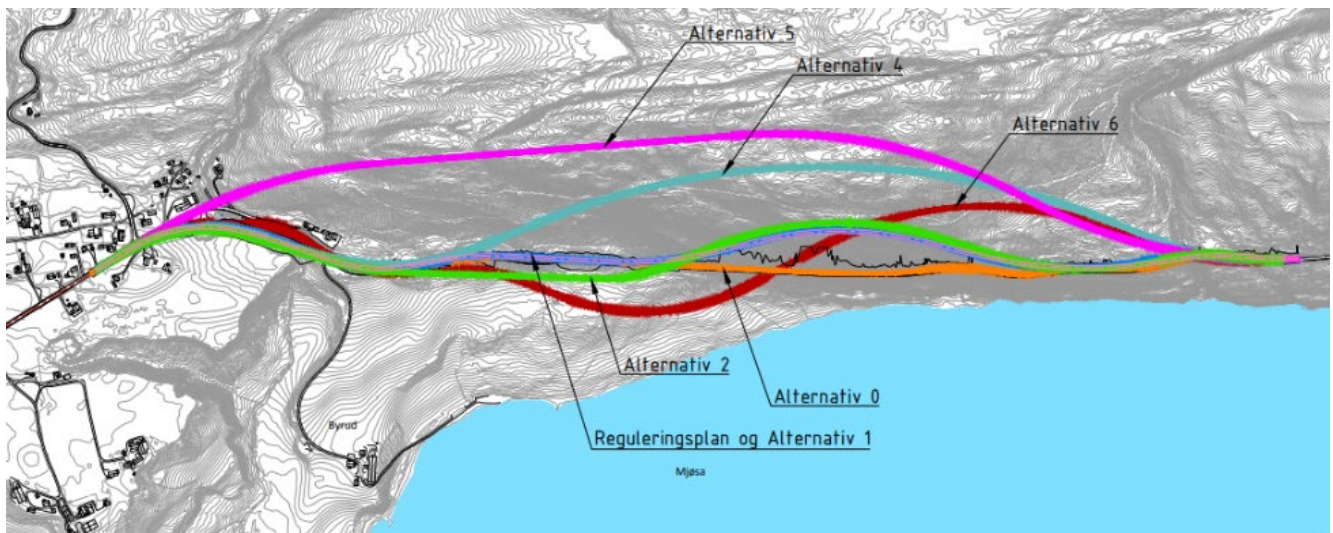 Alternativ 5
Alternativ 4
Alternativ 6
Alternativ 2
Alternativ 0
Byrud
Reguleringsplan og Alternativ 1
Mjøsa